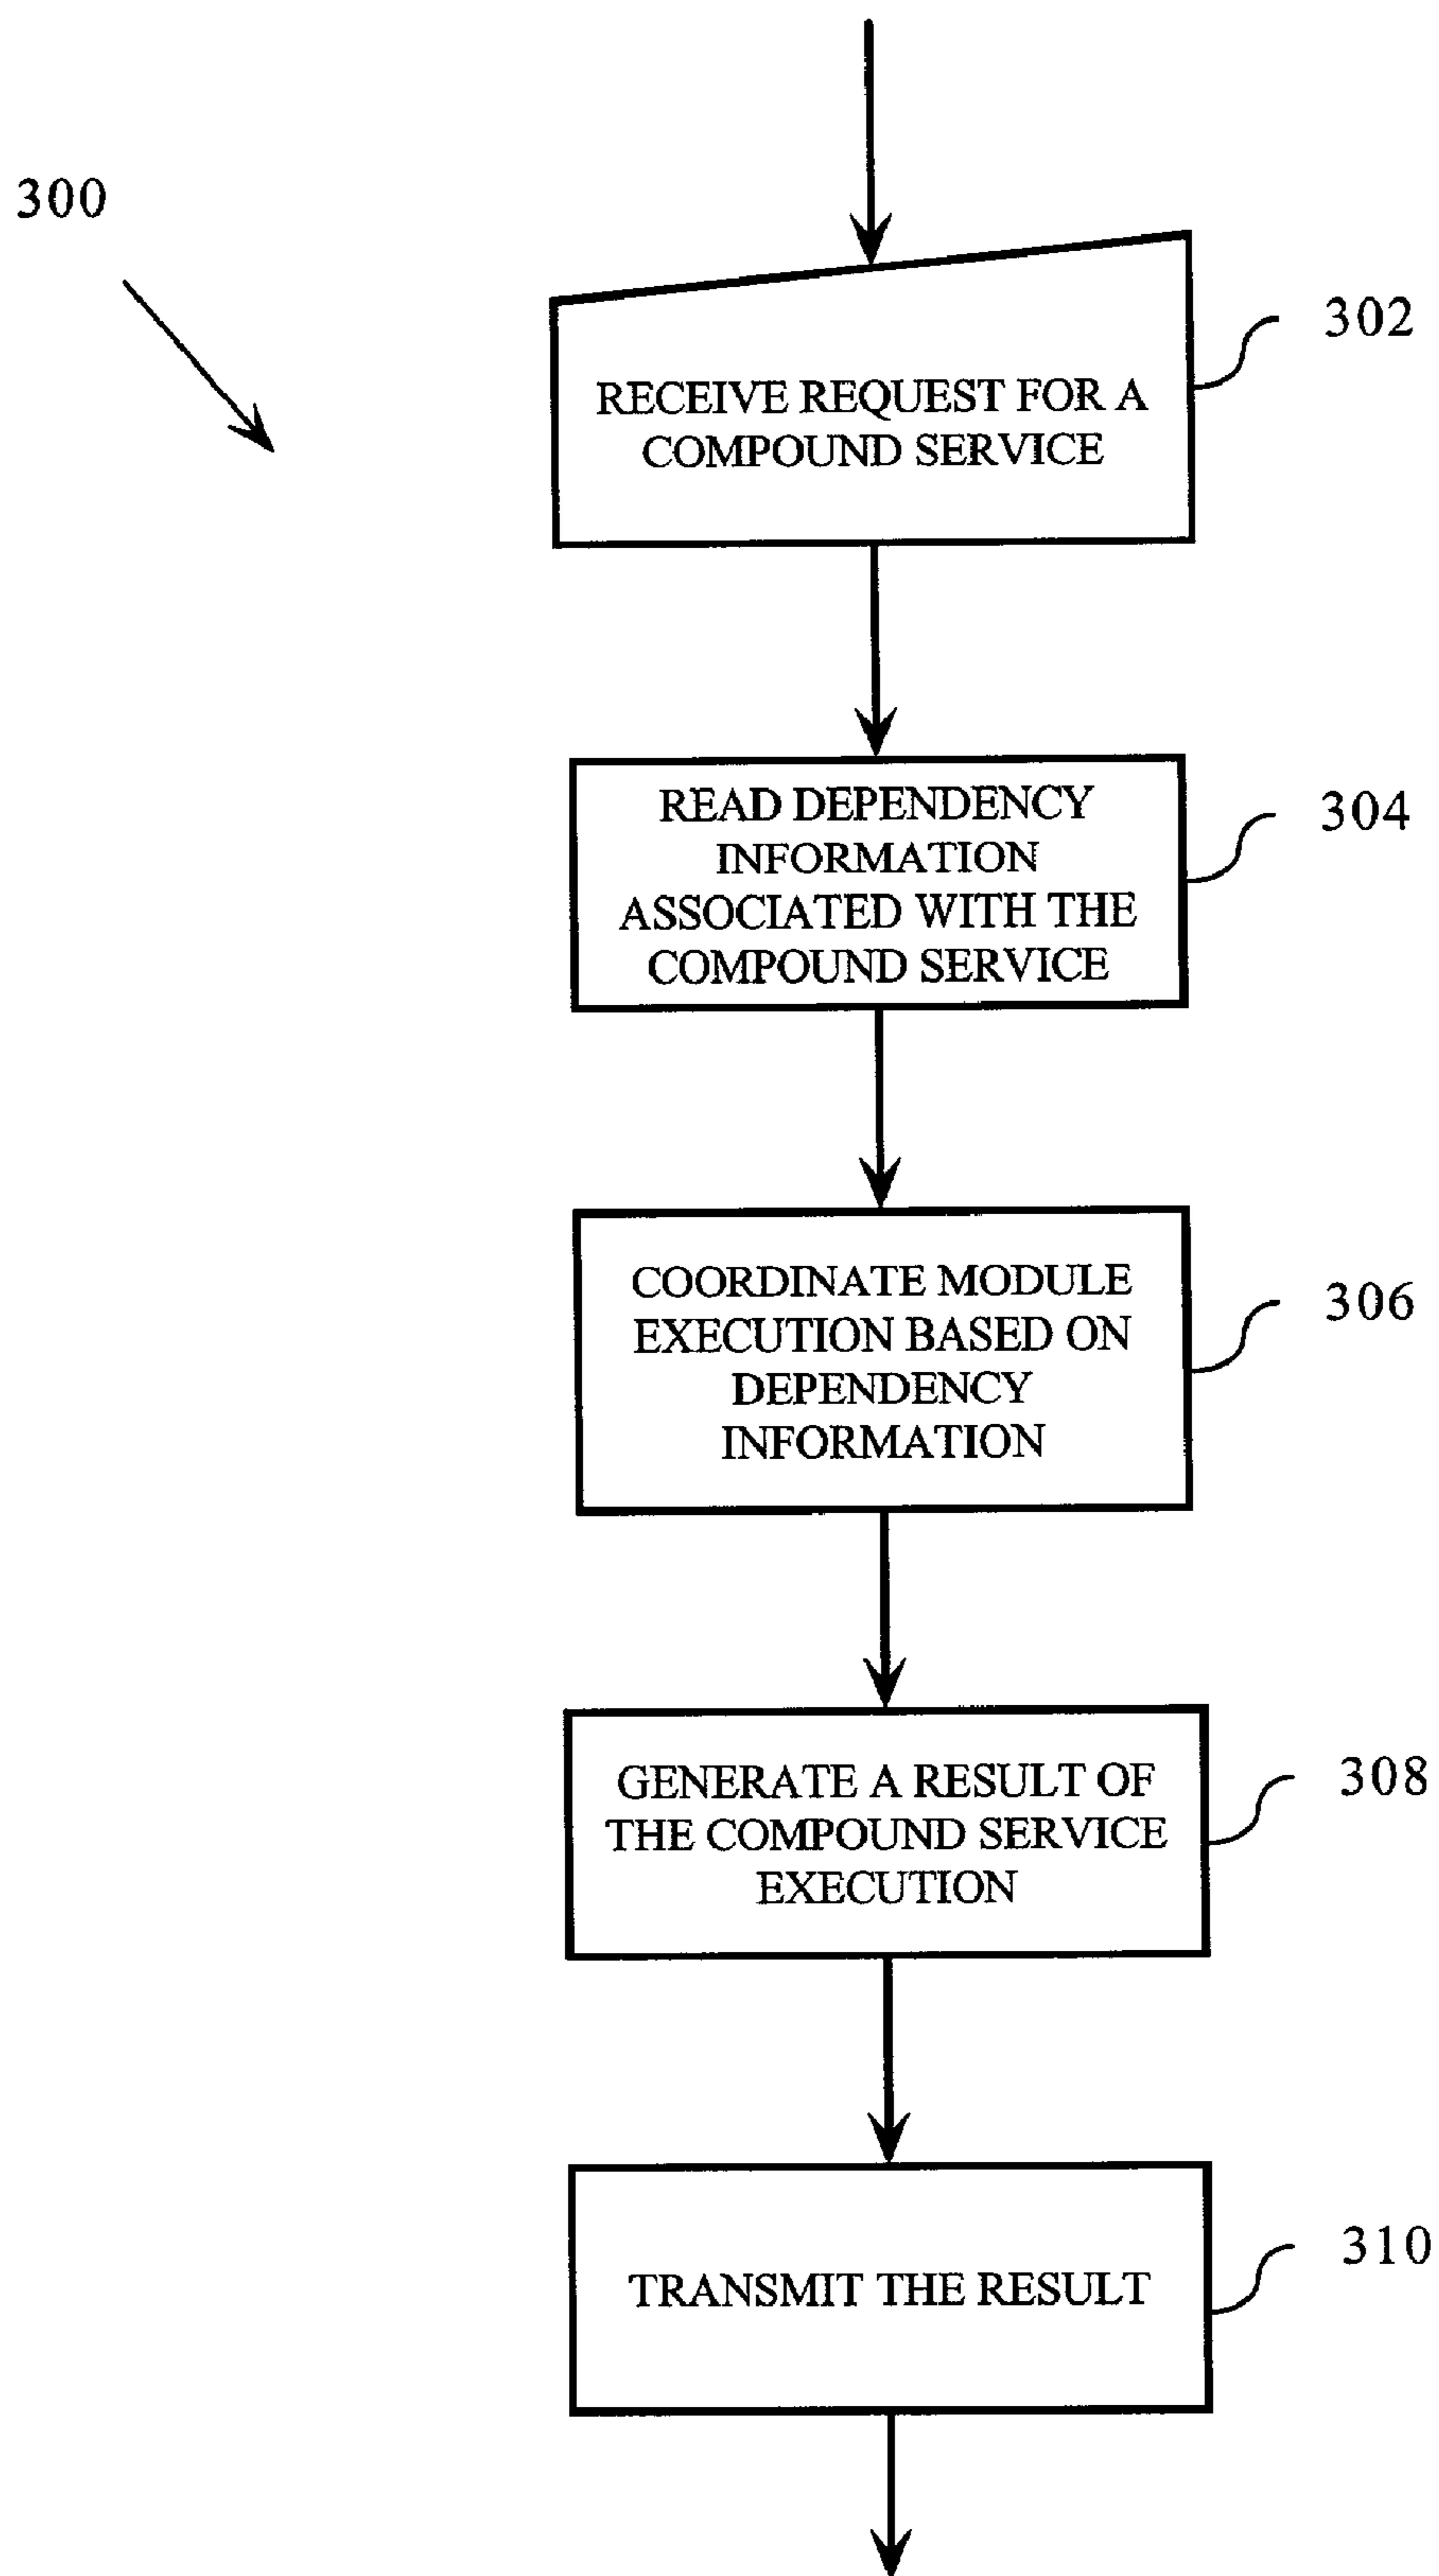 300
302
RECEIVE REQUEST FOR A
COMPOUND SERVICE
304
READ DEPENDENCY
INFORMATION
ASSOCIATED WITH THE
COMPOUND SERVICE
306
COORDINATE MODULE
EXECUTION BASED ON
DEPENDENCY
INFORMATION
308
GENERATE A RESULT OF
THE COMPOUND SERVICE
EXECUTION
310
TRANSMIT THE RESULT